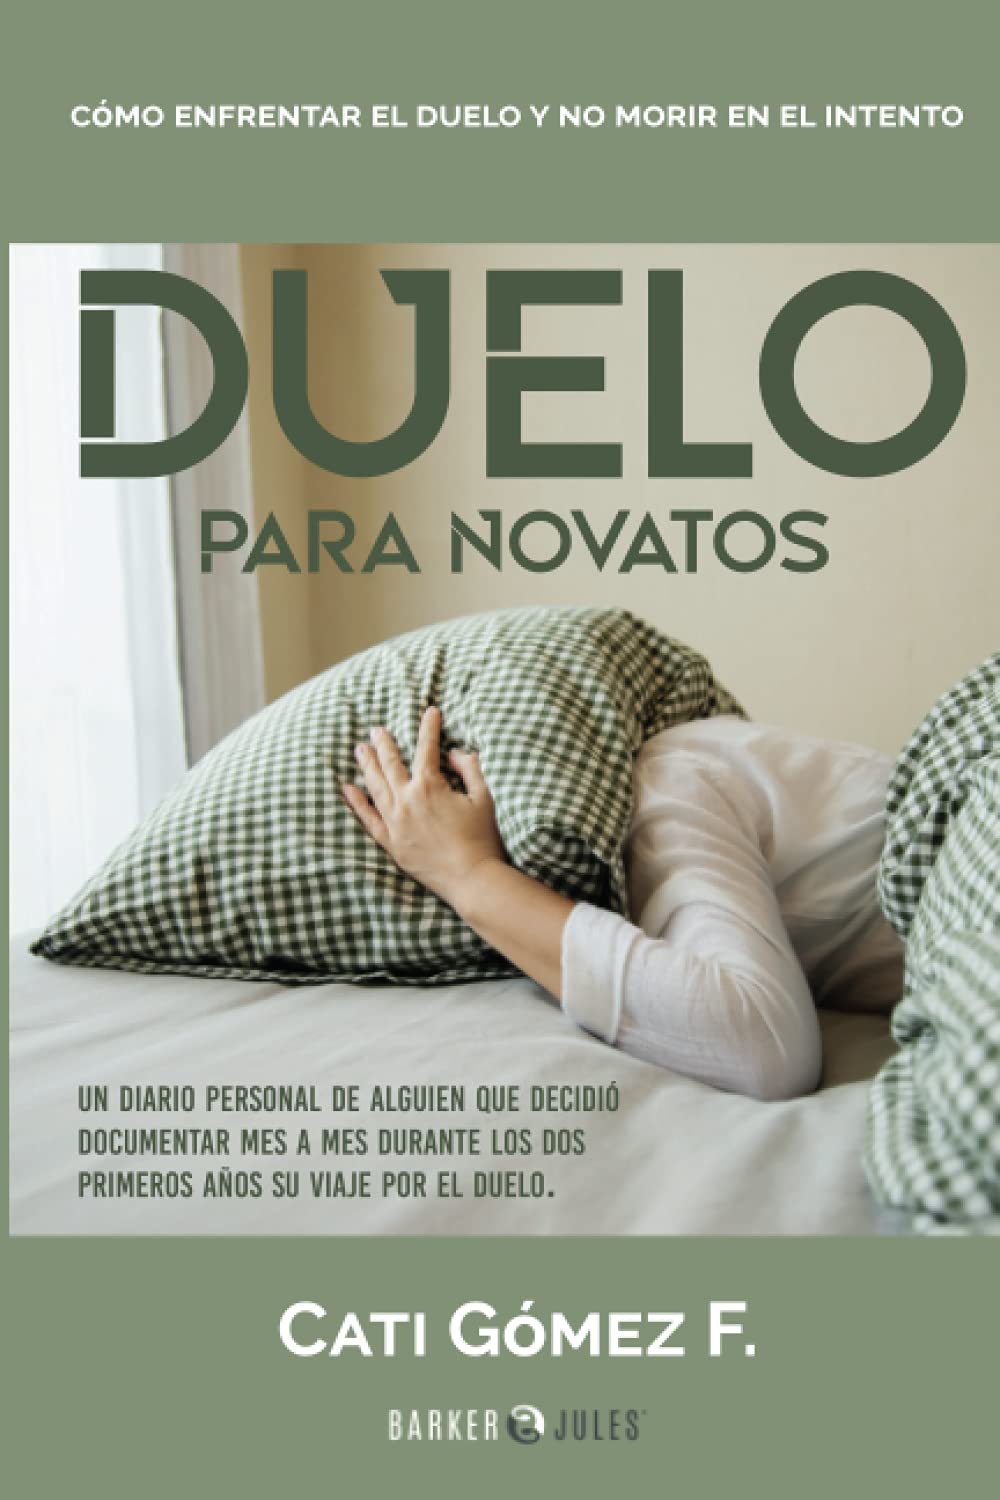 CÓMO ENFRENTAR EL DUELO Y NO MORIR EN EL INTENTO
DUELO
PARA NOVATOS
UN DIARIO PERSONAL DE ALGUIEN QUE DECIDIÓ
DOCUMENTAR MES A MES DURANTE LOS DOS
PRIMEROS AÑOS SU VIAJE POR EL DUELO.
CATI GÓMEZ F.
BARKER JULES